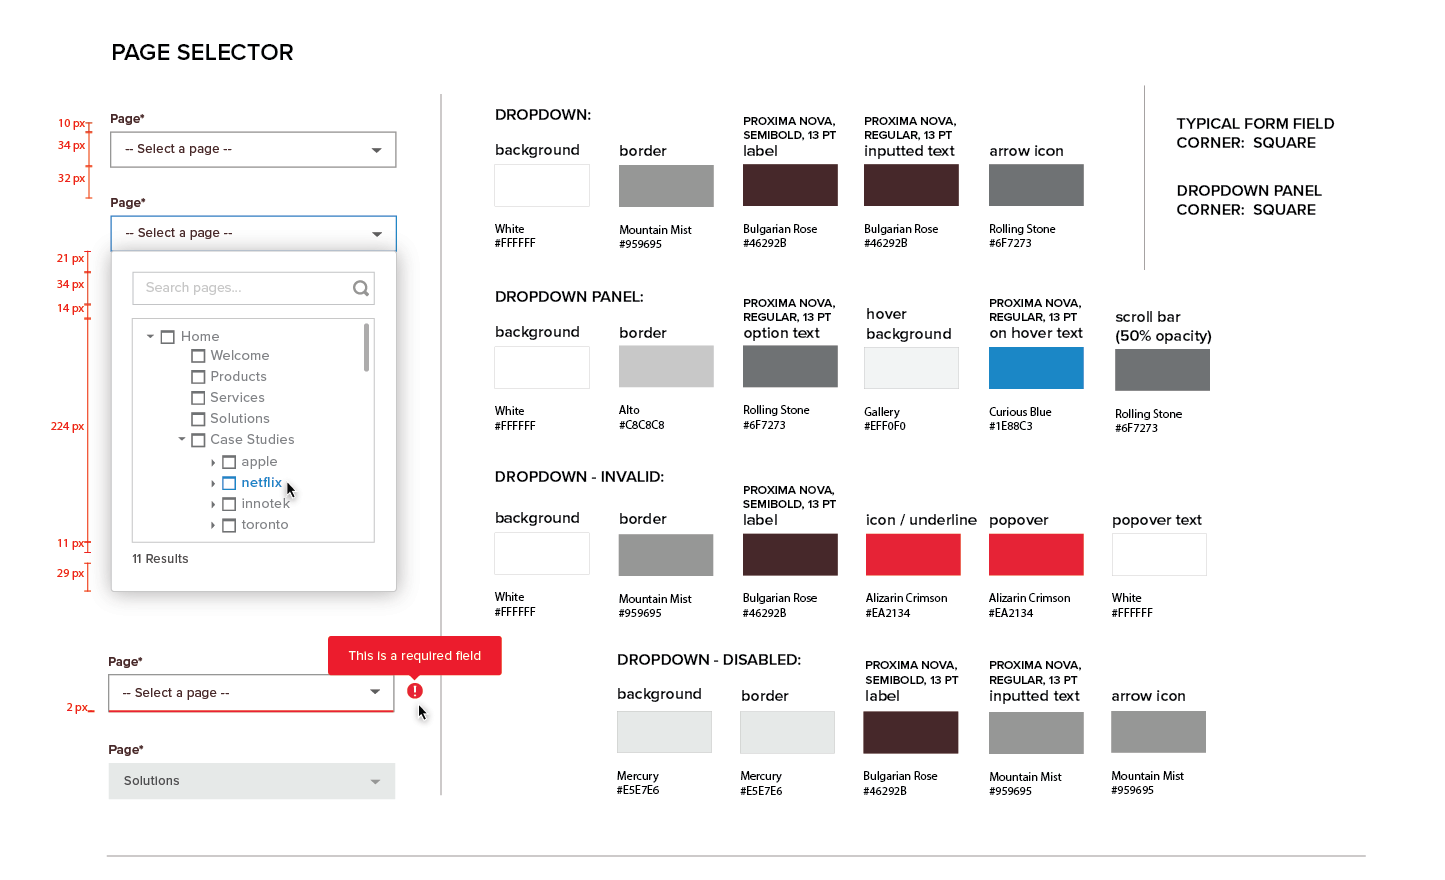 PAGE SELECTOR
Page*
10 px
34 px
32 px
-- Select a page --
Page*
-- Select a page --
21 px
34 px
14 px
224 px
11 px
29 px
Search pages...
Home
Welcome
Products
Services
Solutions
Case Studies
apple
netflix
innotek
toronto
11 Results
This is a required field
Page*
-- Select a page --
2 px
Page*
Solutions
DROPDOWN:
background
White
#FFFFFF
border
Mountain Mist
#959695
PROXIMA NOVA,
SEMIBOLD, 13 PT
label
Bulgarian Rose
#46292B
PROXIMA NOVA,
REGULAR, 13 PT
inputted text
Bulgarian Rose
#46292B
arrow icon
Rolling Stone
#6F7273
TYPICAL FORM FIELD
CORNER: SQUARE
DROPDOWN PANEL
CORNER: SQUARE
DROPDOWN PANEL:
background
White
#FFFFFF
border
Alto
#C8C8C8
PROXIMA NOVA,
REGULAR, 13 PT
option text
Rolling Stone
#6F7273
hover
background
Gallery
#EFF0F0
PROXIMA NOVA,
REGULAR, 13 PT
on hover text
Curious Blue
#1E88C3
scroll bar
(50% opacity)
Rolling Stone
#6F7273
DROPDOWN - INVALID:
background
White
#FFFFFF
border
Mountain Mist
#959695
PROXIMA NOVA,
SEMIBOLD, 13 PT
label
Bulgarian Rose
#46292B
icon / underline
Alizarin Crimson
#EA2134
popover
Alizarin Crimson
#EA2134
popover text
White
#FFFFFF
DROPDOWN - DISABLED:
background
Mercury
#E5E7E6
border
Mercury
#E5E7E6
PROXIMA NOVA,
SEMIBOLD, 13 PT
label
Bulgarian Rose
#46292B
PROXIMA NOVA,
REGULAR, 13 PT
inputted text
Mountain Mist
#959695
arrow icon
Mountain Mist
#959695